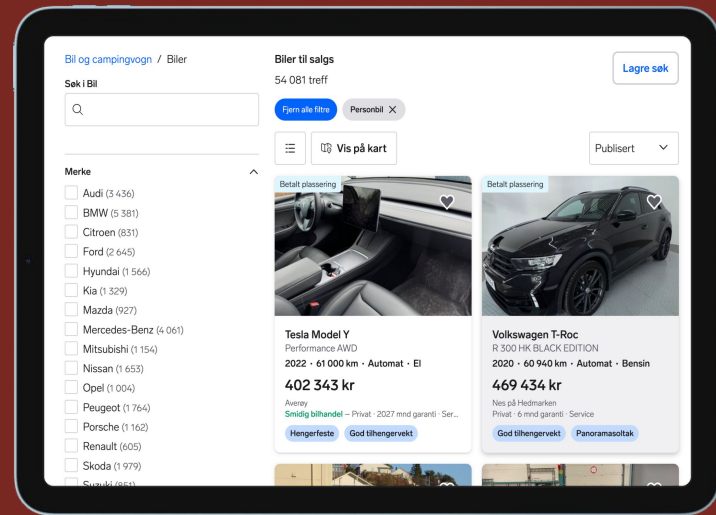 Bil og campingvogn / Biler
Søk i Bil
Merke
Audi (3 436)
BMW (5 381)
Citroen (831)
Ford (2 645)
Hyundai (1 566)
Kia (1 329)
Mazda (927)
Mercedes-Benz (4 061)
Mitsubishi (1 154)
Nissan (1 653)
Opel (1 004)
Peugeot (1 764)
Porsche (1 162)
Renault (605)
Skoda (1 979)
Suzuki (851)
Biler til salgs
54 081 treff
Lagre søk
Fjern alle filtre
Personbil
Vis på kart
Publisert
Betalt plassering
Tesla Model Y
Performance AWD
2022 · 61 000 km · Automat · El
402 343 kr
Averøy
Smidig bilhandel – Privat · 2027 mnd garanti · Ser...
Hengerfeste God tilhengervekt
Betalt plassering
Volkswagen T-Roc
R 300 HK BLACK EDITION
2020 · 60 940 km · Automat · Bensin
469 434 kr
Nes på Hedmarken
Privat · 6 mnd garanti · Service
God tilhengervekt Panoramasoltak